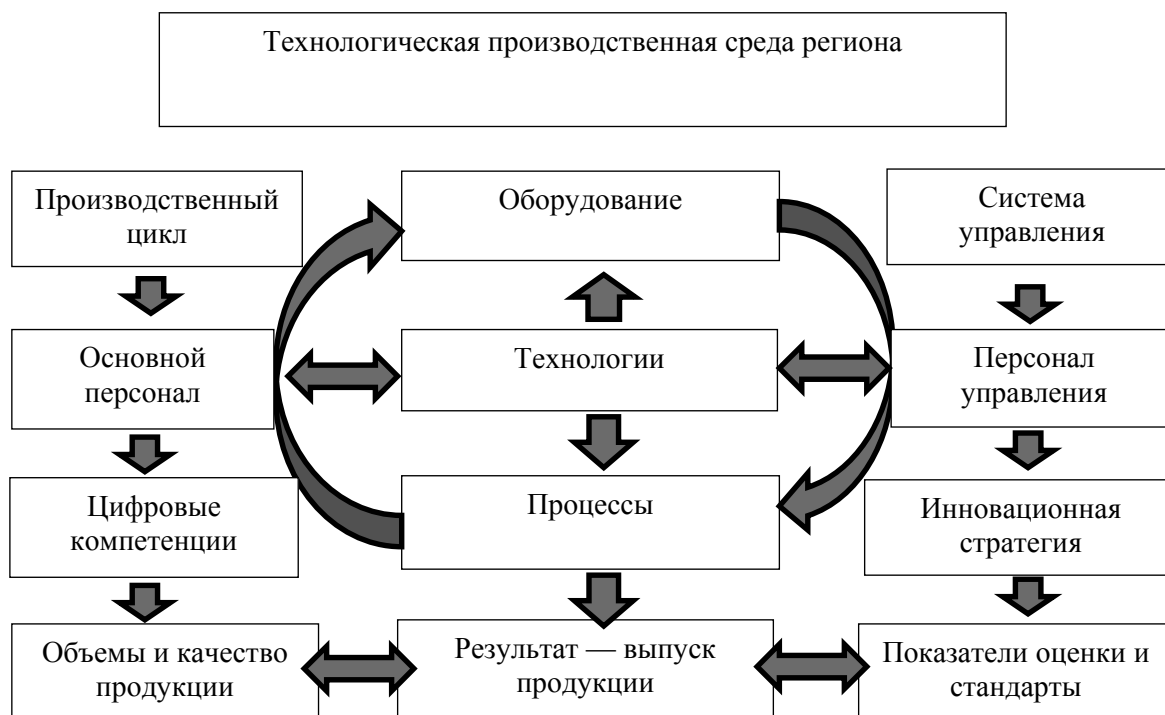 Технологическая производственная среда региона
Производственный
цикл
Оборудование
Система
управления
Основной
персонал
Технологии
Персонал
управления
Цифровые
компетенции
Процессы
Инновационная
стратегия
Объемы и качество
продукции
Результат — выпуск
продукции
Показатели оценки и
стандарты